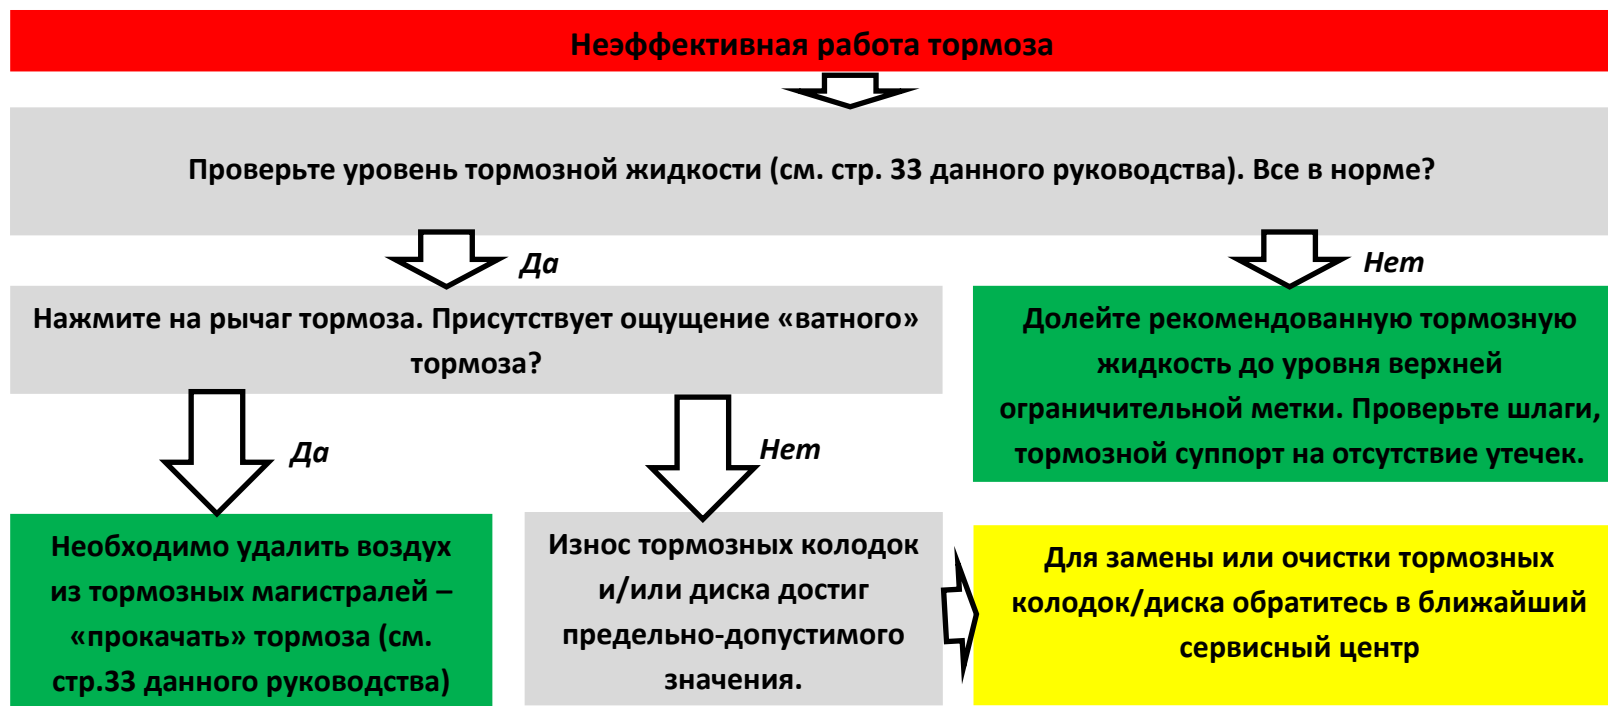 Неэффективная работа тормоза
Проверьте уровень тормозной жидкости (см. стр. 33 данного руководства). Все в норме?
Да
Нет
Нажмите на рычаг тормоза. Присутствует ощущение «ватного»
тормоза?
Долейте рекомендованную тормозную
жидкость до уровня верхней
ограничительной метки. Проверьте шлаги,
тормозной суппорт на отсутствие утечек.
Да
Нет
Необходимо удалить воздух
из тормозных магистралей –
«прокачать» тормоза (см.
стр.33 данного руководства)
Износ тормозных колодок
и/или диска достиг
предельно-допустимого
значения.
Для замены или очистки тормозных
колодок/диска обратитесь в ближайший
сервисный центр